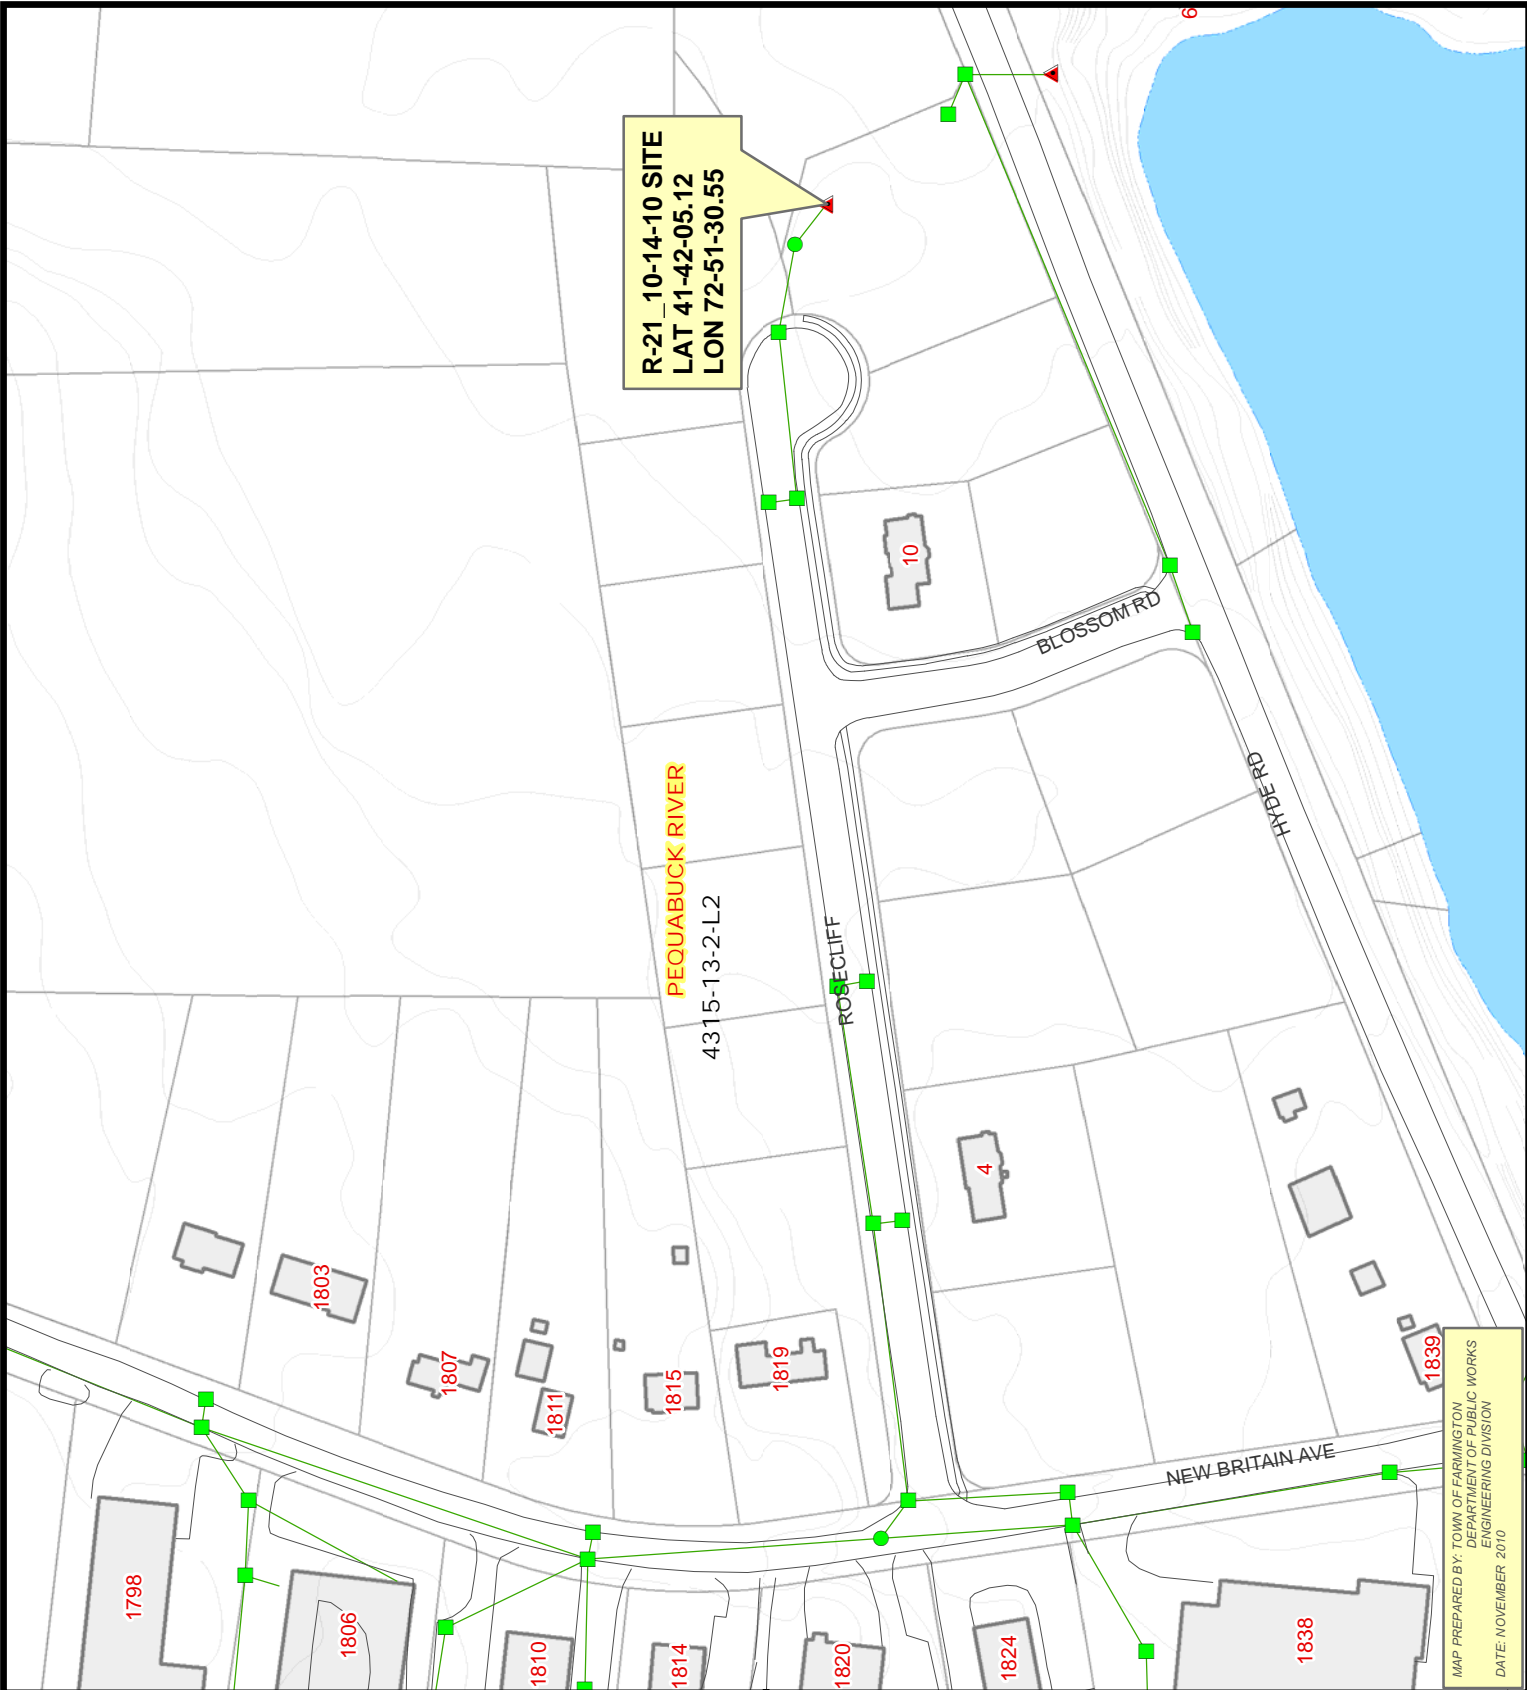 R-21_10-14-10 SITE
LAT 41-42-05.12
LON 72-51-30.55
PEQUABUCK RIVER
4315-13-2-L2
ROSECLIFF
BLOSSOM RD
HYDE RD
NEW BRITAIN AVE
10
4
1803
1807
1811
1815
1819
1839
1798
1806
1810
1814
1820
1824
1838
MAP PREPARED BY: TOWN OF FARMINGTON
DEPARTMENT OF PUBLIC WORKS
ENGINEERING DIVISION
DATE: NOVEMBER 2010